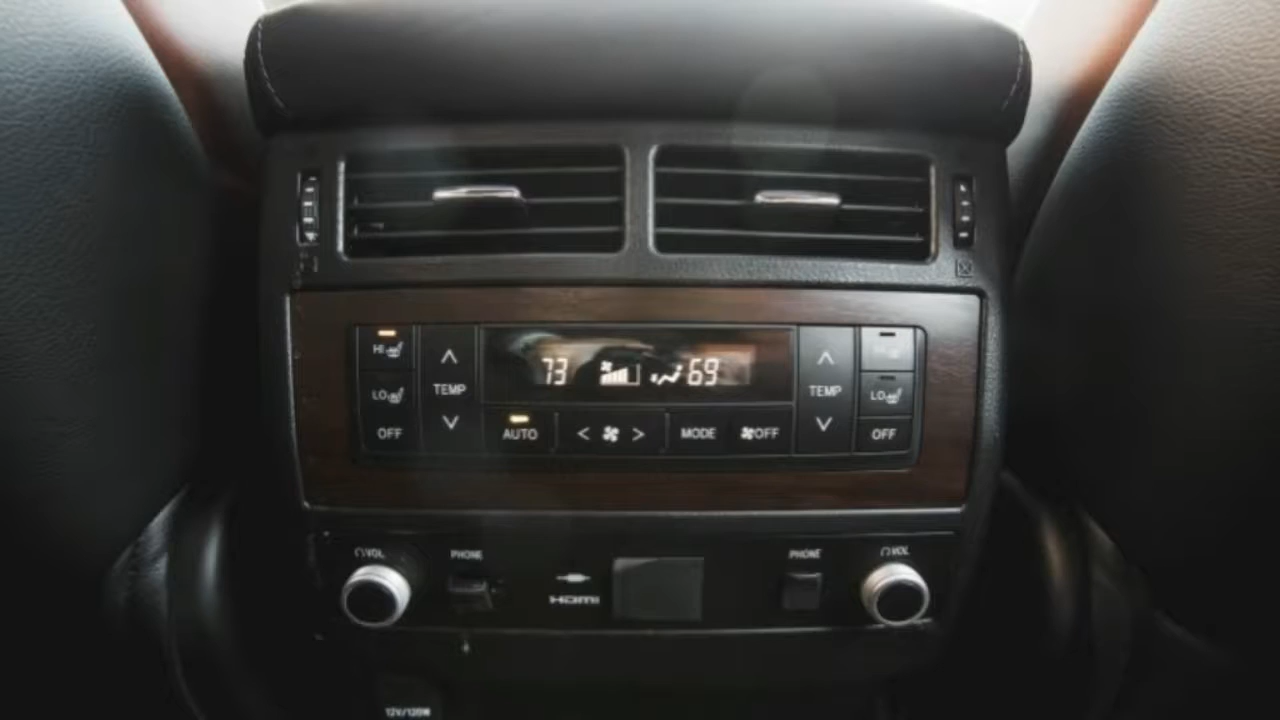 HI
TEMP
73
69
TEMP
LO
LO
OFF
AUTO
MODE
OFF
OFF
VOL
PHONE
HDMI
PHONE
VOL
12V/120W